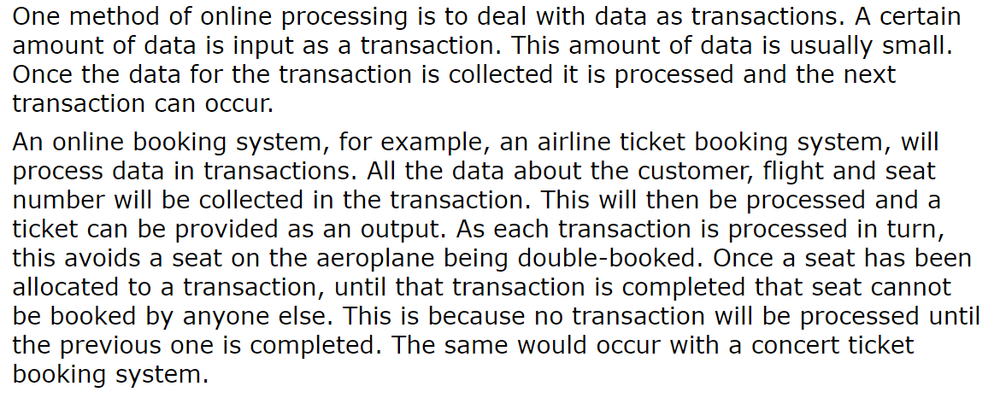 One method of online processing is to deal with data as transactions. A certain
amount of data is input as a transaction. This amount of data is usually small.
Once the data for the transaction is collected it is processed and the next
transaction can occur.
An online booking system, for example, an airline ticket booking system, will
process data in transactions. All the data about the customer, flight and seat
number will be collected in the transaction. This will then be processed and a
ticket can be provided as an output. As each transaction is processed in turn,
this avoids a seat on the aeroplane being double-booked. Once a seat has been
allocated to a transaction, until that transaction is completed that seat cannot
be booked by anyone else. This is because no transaction will be processed until
the previous one is completed. The same would occur with a concert ticket
booking system.